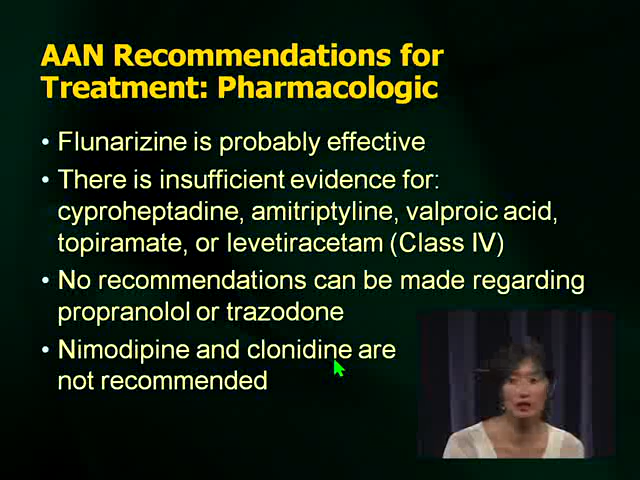 AAN Recommendations for
Treatment: Pharmacologic
• Flunarizine is probably effective
• There is insufficient evidence for:
cyproheptadine, amitriptyline, valproic acid,
topiramate, or levetiracetam (Class IV)
• No recommendations can be made regarding
propranolol or trazodone
• Nimodipine and clonidine are
not recommended